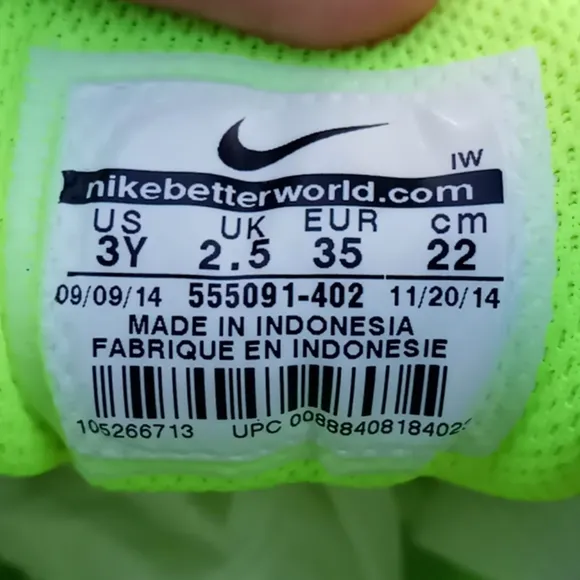 IW
nikebetterworld.com
US UK EUR cm
3Y 2.5 35 22
09/09/14 555091-402 11/20/14
MADE IN INDONESIA
FABRIQUE EN INDONESIE
105266713 UPC